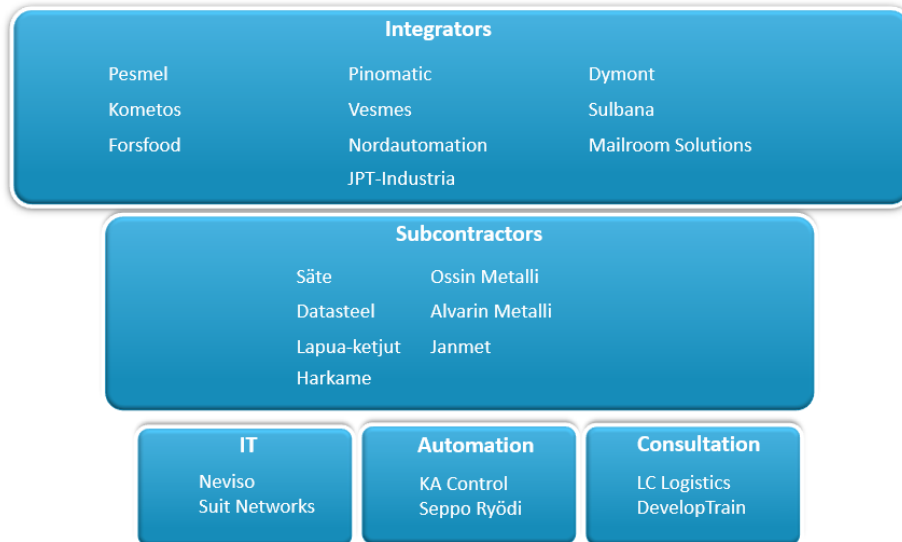 Integrators
Pesmel Pinomatic Dymont
Kometos Vesmes Sulbana
Forsfood Nordautomation Mailroom Solutions
JPT-Industria
Subcontractors
Säte Ossin Metalli
Datasteel Alvarin Metalli
Lapua-ketjut Janmet
Harkame
IT
Neviso
Suit Networks
Automation
KA Control
Seppo Ryödi
Consultation
LC Logistics
DevelopTrain